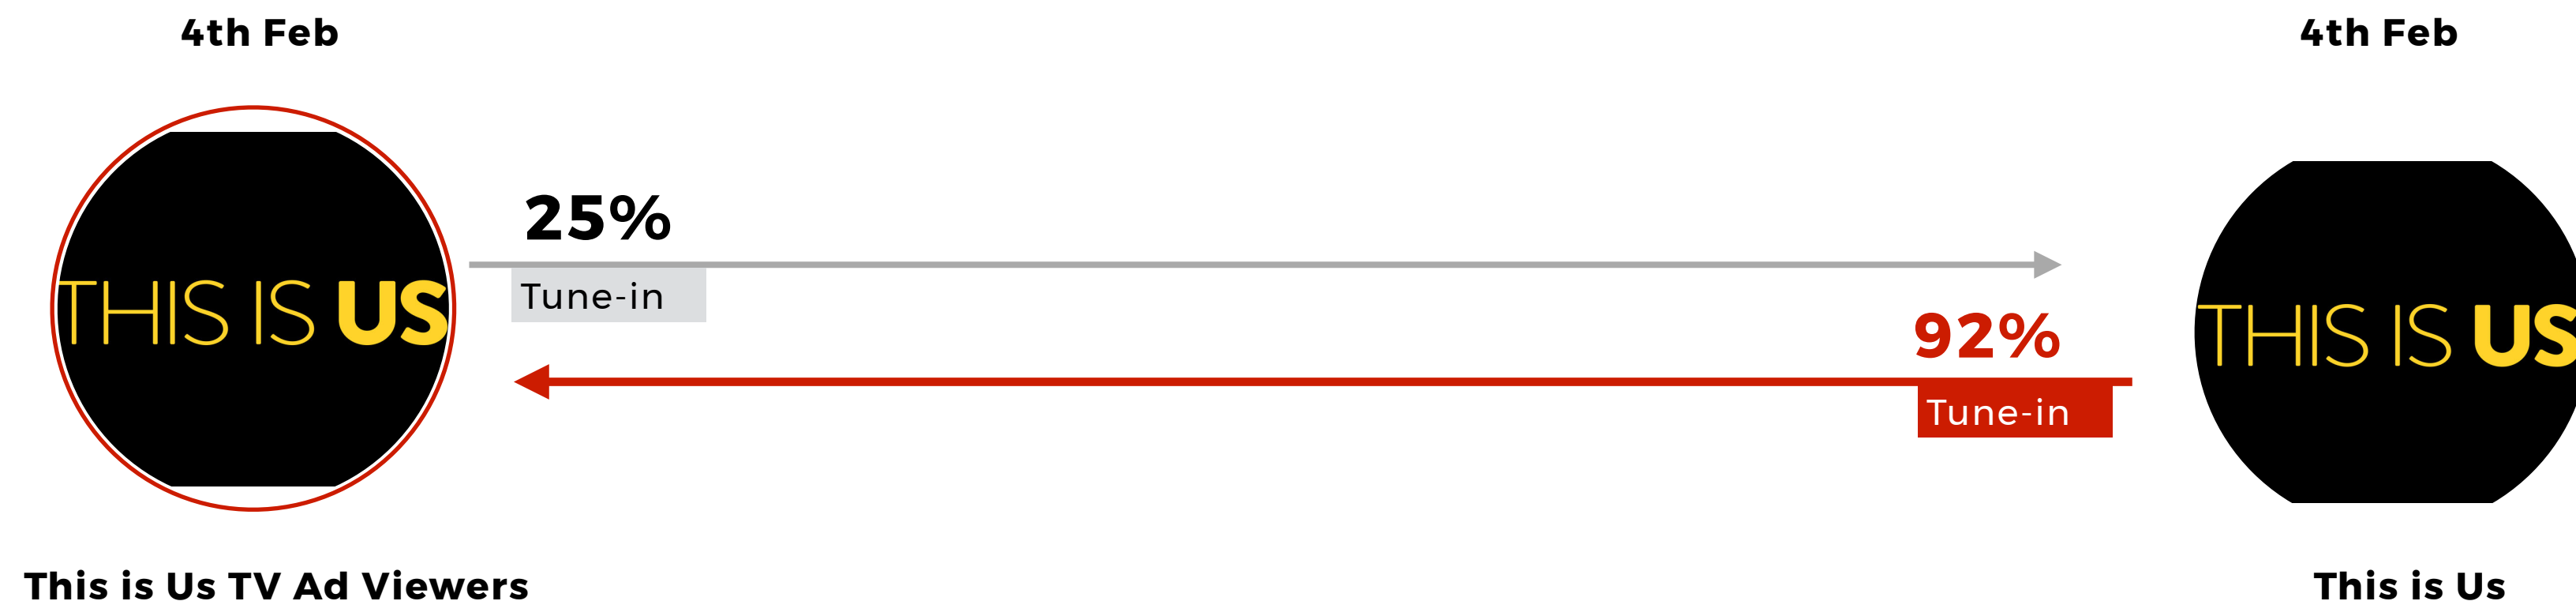 4th Feb
4th Feb
25%
Tune-in
THIS IS US
92%
Tune-in
THIS IS US
This is Us TV Ad Viewers
This is Us